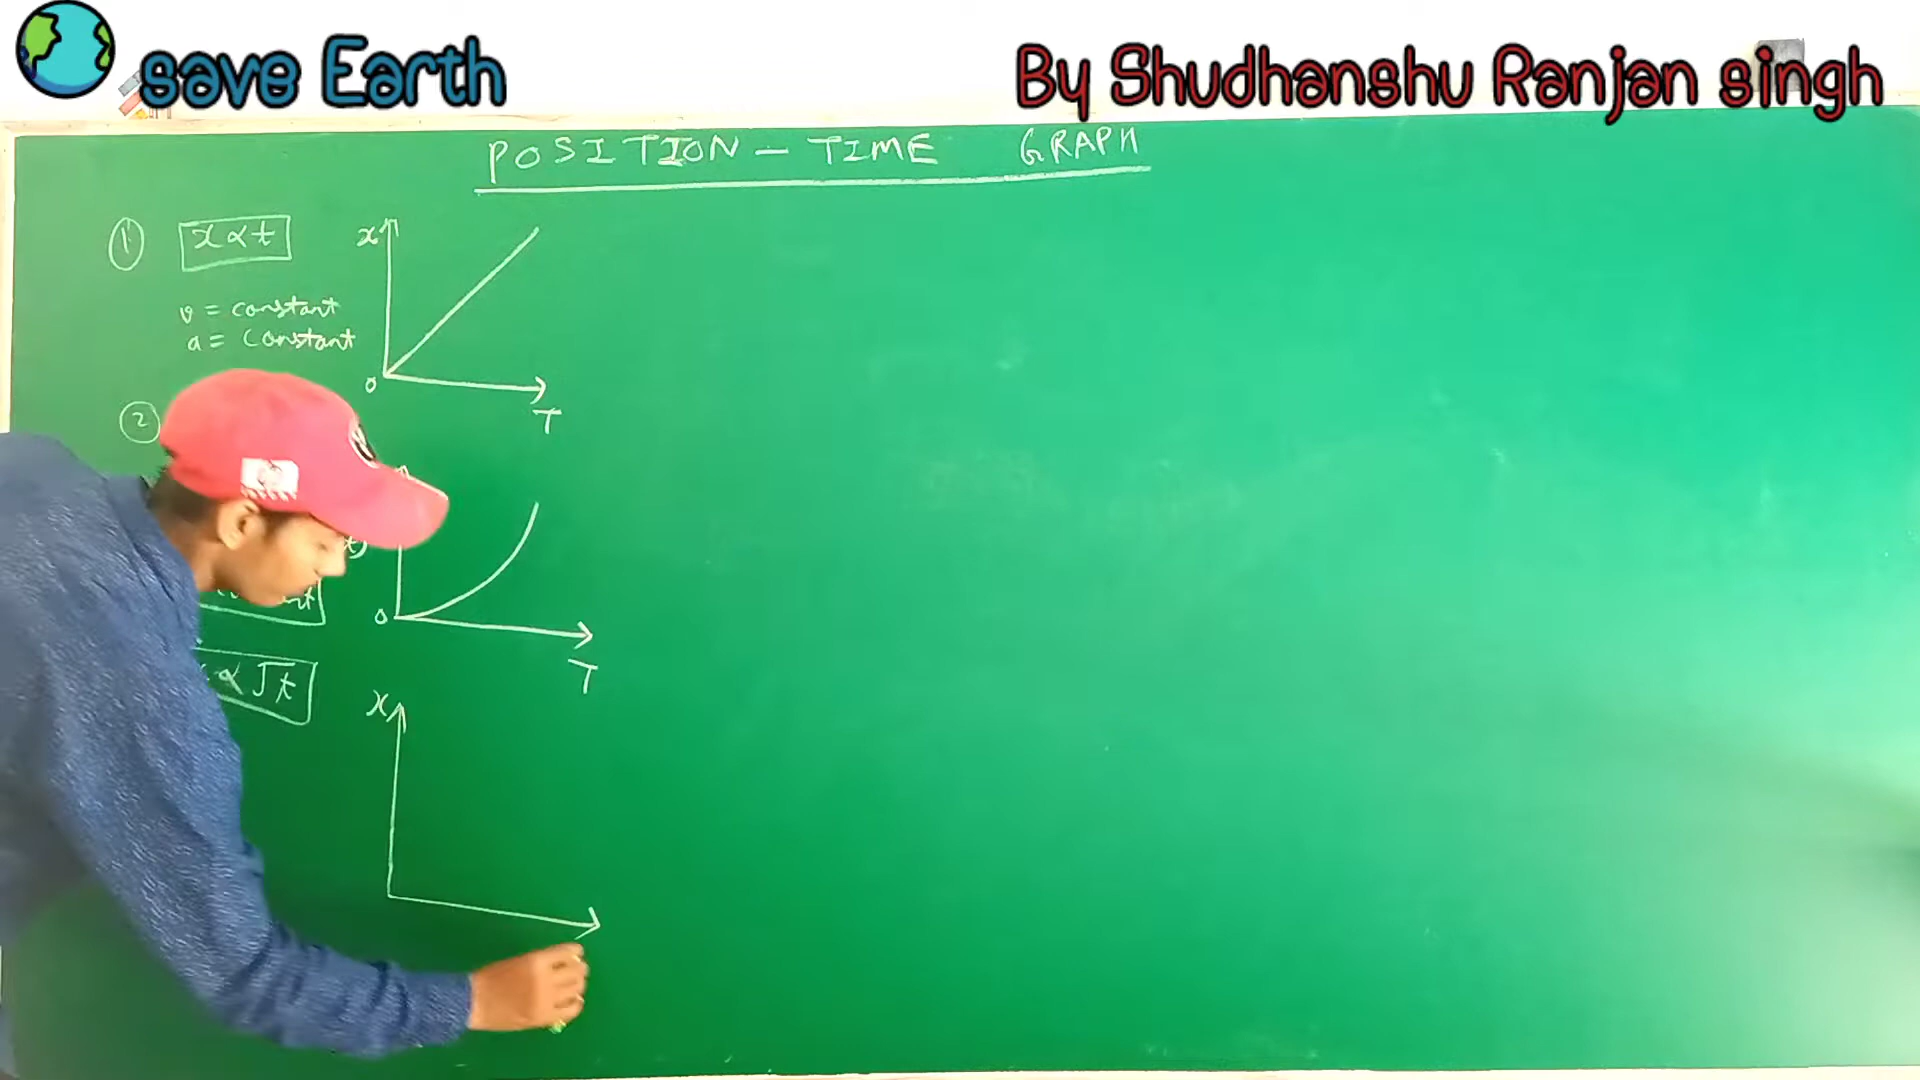 save Earth
By Shudhanshu Ranjan singh
POSITION - TIME GRAPH
① x ∝ t
v = constant
a = constant
x
0
T
②
t)
0
T
∝ √t
x